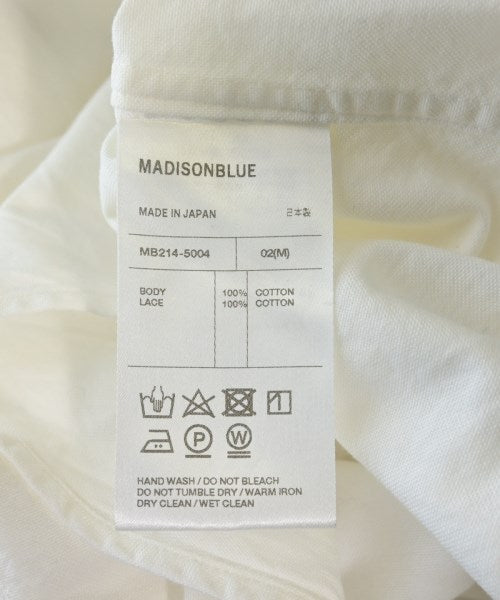 MADISONBLUE
MADE IN JAPAN 日本製
MB214-5004 02(M)
BODY 100% COTTON
LACE 100% COTTON
P W
HAND WASH / DO NOT BLEACH
DO NOT TUMBLE DRY / WARM IRON
DRY CLEAN / WET CLEAN